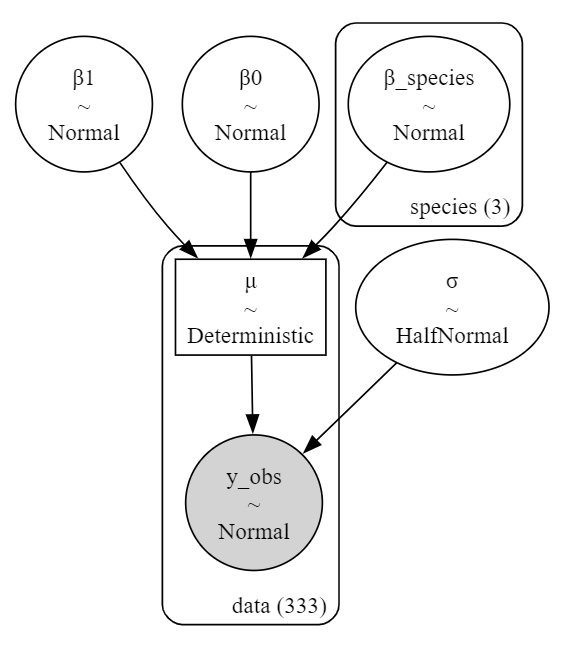 β1
~
Normal
β0
~
Normal
β_species
~
Normal
species (3)
μ
~
Deterministic
σ
~
HalfNormal
y_obs
~
Normal
data (333)